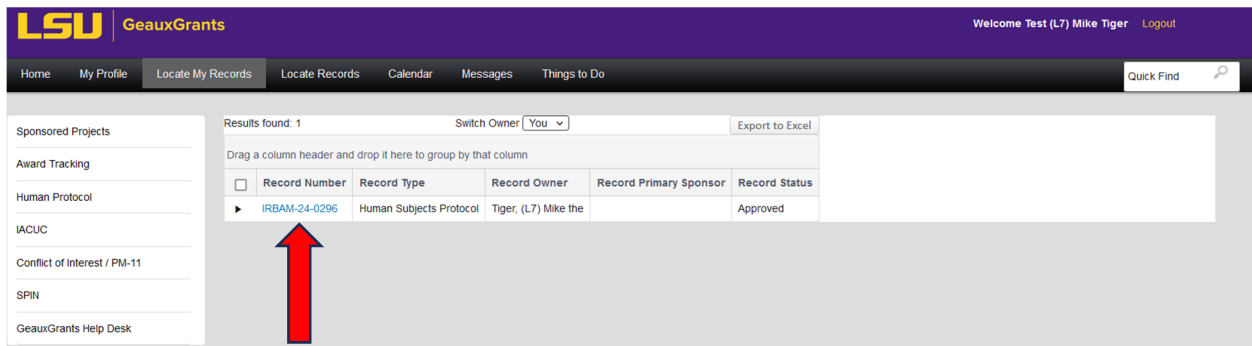 LSU GeauxGrants Welcome Test (L7) Mike Tiger Logout
Home My Profile Locate My Records Locate Records Calendar Messages Things to Do Quick Find
Sponsored Projects
Award Tracking
Human Protocol
IACUC
Conflict of Interest / PM-11
SPIN
GeauxGrants Help Desk
Results found: 1 Switch Owner You Export to Excel
Drag a column header and drop it here to group by that column
Record Number Record Type Record Owner Record Primary Sponsor Record Status
IRBAM-24-0296 Human Subjects Protocol Tiger, (L7) Mike the Approved